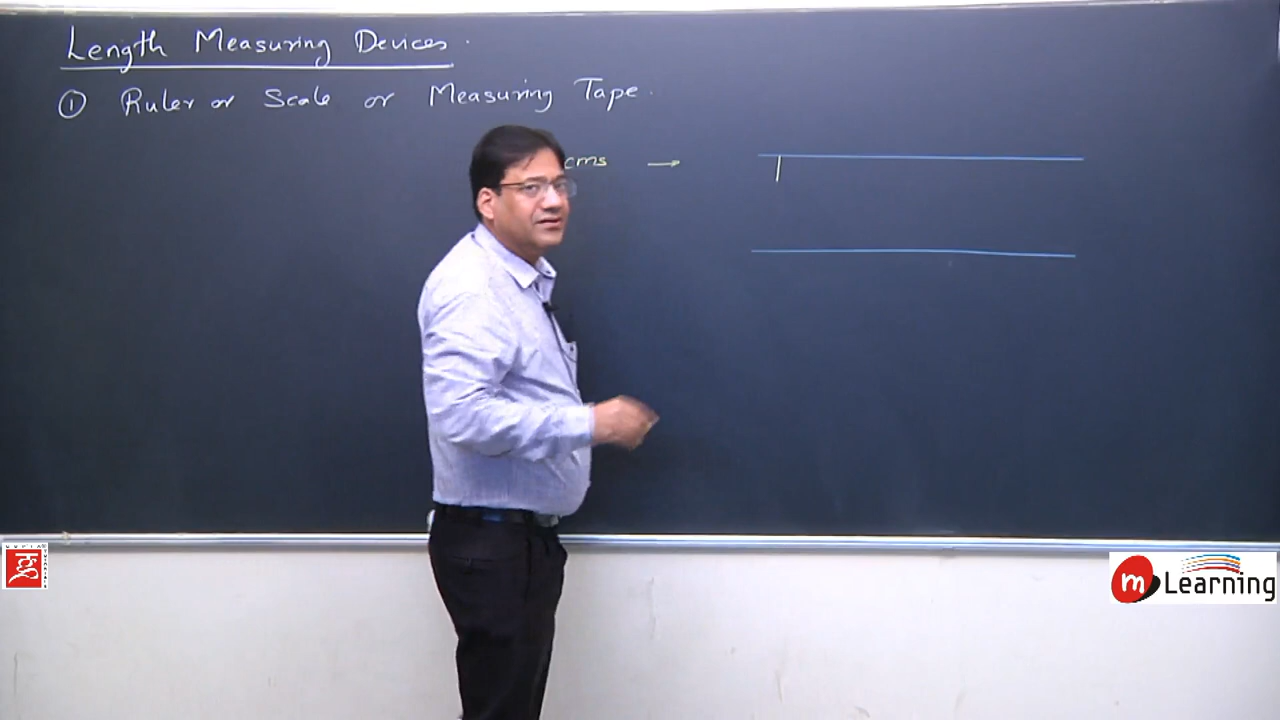 Length Measuring Devices.
① Ruler or Scale or Measuring Tape.
cms →
m Learning